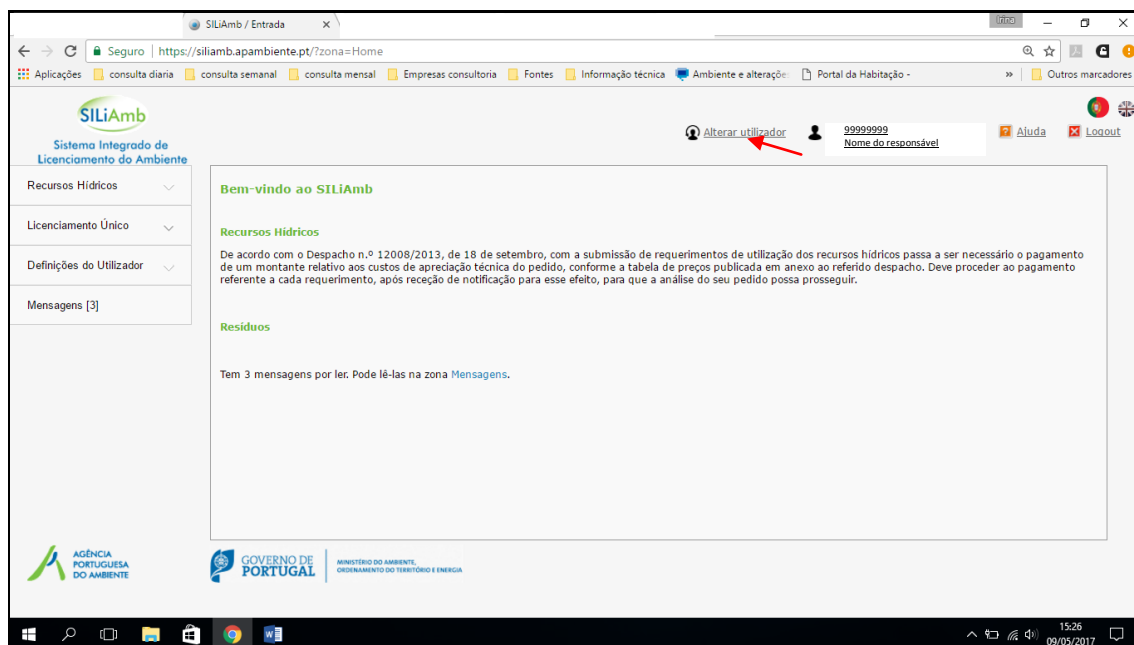 SILiAmb / Entrada
Irina
Seguro | https://siliamb.apambiente.pt/?zona=Home
Aplicações consulta diaria consulta semanal consulta mensal Empresas consultoria Fontes Informação técnica Ambiente e alteraçõe Portal da Habitação - » Outros marcadores
SILiAmb
Sistema Integrado de
Licenciamento do Ambiente
Alterar utilizador
99999999
Nome do responsável
Ajuda Logout
Recursos Hídricos
Licenciamento Único
Definições do Utilizador
Mensagens [3]
Bem-vindo ao SILiAmb
Recursos Hídricos
De acordo com o Despacho n.º 12008/2013, de 18 de setembro, com a submissão de requerimentos de utilização dos recursos hídricos passa a ser necessário o pagamento
de um montante relativo aos custos de apreciação técnica do pedido, conforme a tabela de preços publicada em anexo ao referido despacho. Deve proceder ao pagamento
referente a cada requerimento, após receção de notificação para esse efeito, para que a análise do seu pedido possa prosseguir.
Resíduos
Tem 3 mensagens por ler. Pode lê-las na zona Mensagens.
AGÊNCIA
PORTUGUESA
DO AMBIENTE
GOVERNO DE
PORTUGAL
MINISTÉRIO DO AMBIENTE,
ORDENAMENTO DO TERRITÓRIO E ENERGIA
15:26
09/05/2017